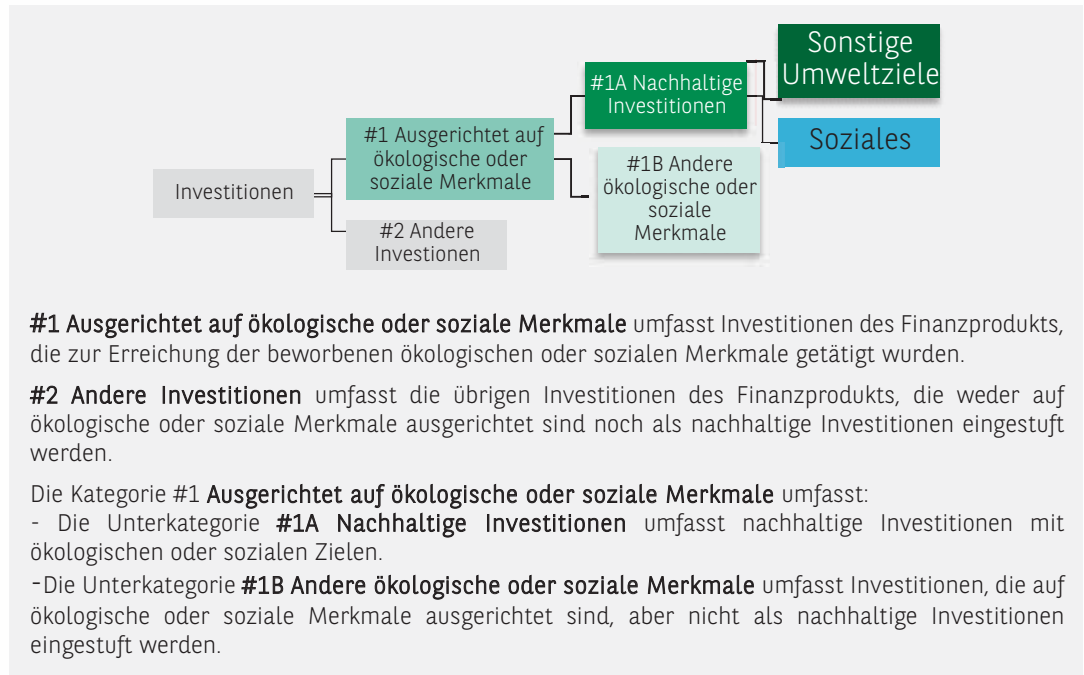 Sonstige
Umweltziele
#1A Nachhaltige
Investitionen
Soziales
#1 Ausgerichtet auf
ökologische oder
soziale Merkmale
#1B Andere
ökologische oder
soziale
Merkmale
Investitionen
#2 Andere
Investionen
#1 Ausgerichtet auf ökologische oder soziale Merkmale umfasst Investitionen des Finanzprodukts,
die zur Erreichung der beworbenen ökologischen oder sozialen Merkmale getätigt wurden.
#2 Andere Investitionen umfasst die übrigen Investitionen des Finanzprodukts, die weder auf
ökologische oder soziale Merkmale ausgerichtet sind noch als nachhaltige Investitionen eingestuft
werden.
Die Kategorie #1 Ausgerichtet auf ökologische oder soziale Merkmale umfasst:
- Die Unterkategorie #1A Nachhaltige Investitionen umfasst nachhaltige Investitionen mit
ökologischen oder sozialen Zielen.
-Die Unterkategorie #1B Andere ökologische oder soziale Merkmale umfasst Investitionen, die auf
ökologische oder soziale Merkmale ausgerichtet sind, aber nicht als nachhaltige Investitionen
eingestuft werden.